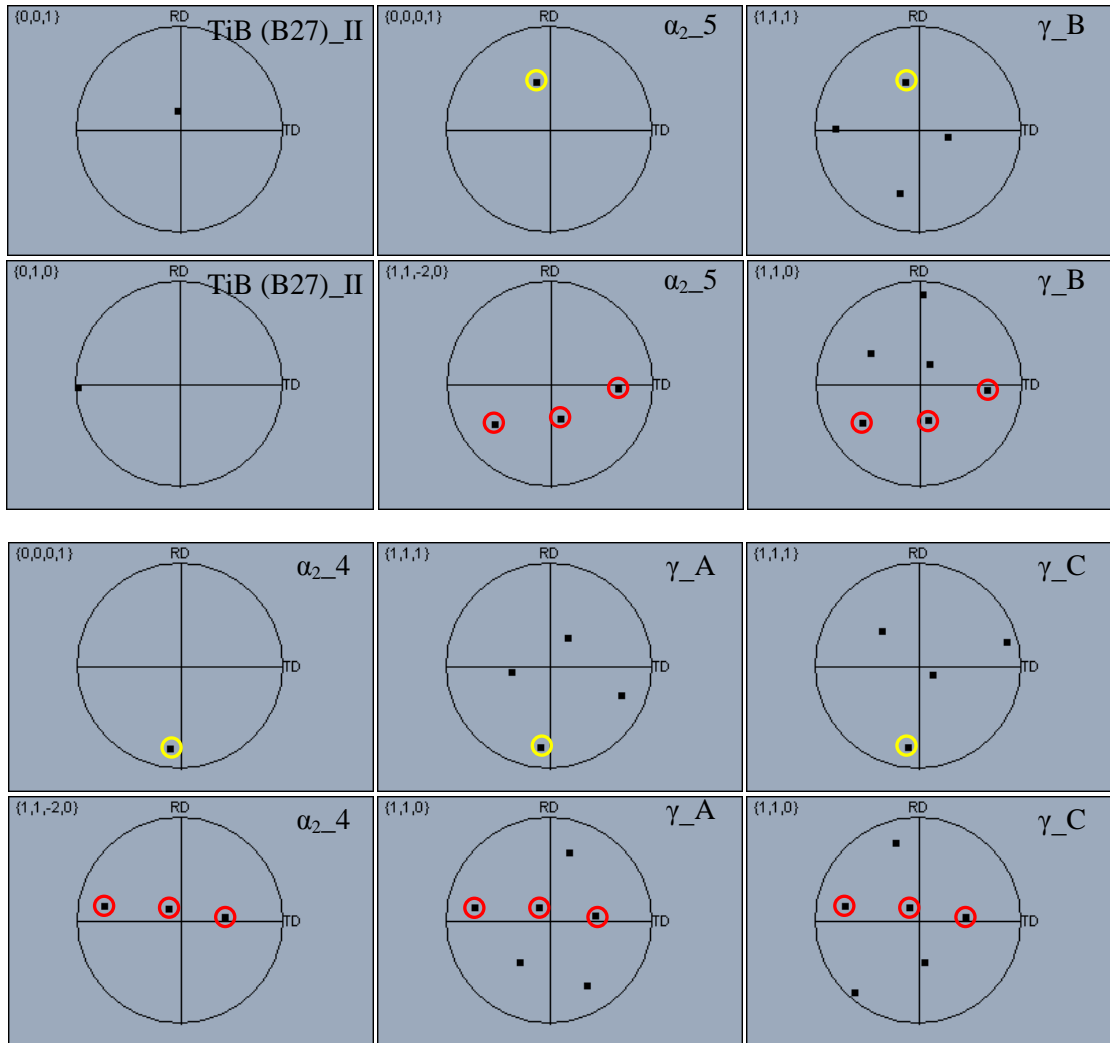 {0,0,1} RD TiB (B27)_II TD
{0,0,0,1} RD α₂_5 TD
{1,1,1} RD γ_B TD
{0,1,0} RD TiB (B27)_II TD
{1,1,-2,0} RD α₂_5 TD
{1,1,0} RD γ_B TD
{0,0,0,1} RD α₂_4 TD
{1,1,1} RD γ_A TD
{1,1,1} RD γ_C TD
{1,1,-2,0} RD α₂_4 TD
{1,1,0} RD γ_A TD
{1,1,0} RD γ_C TD